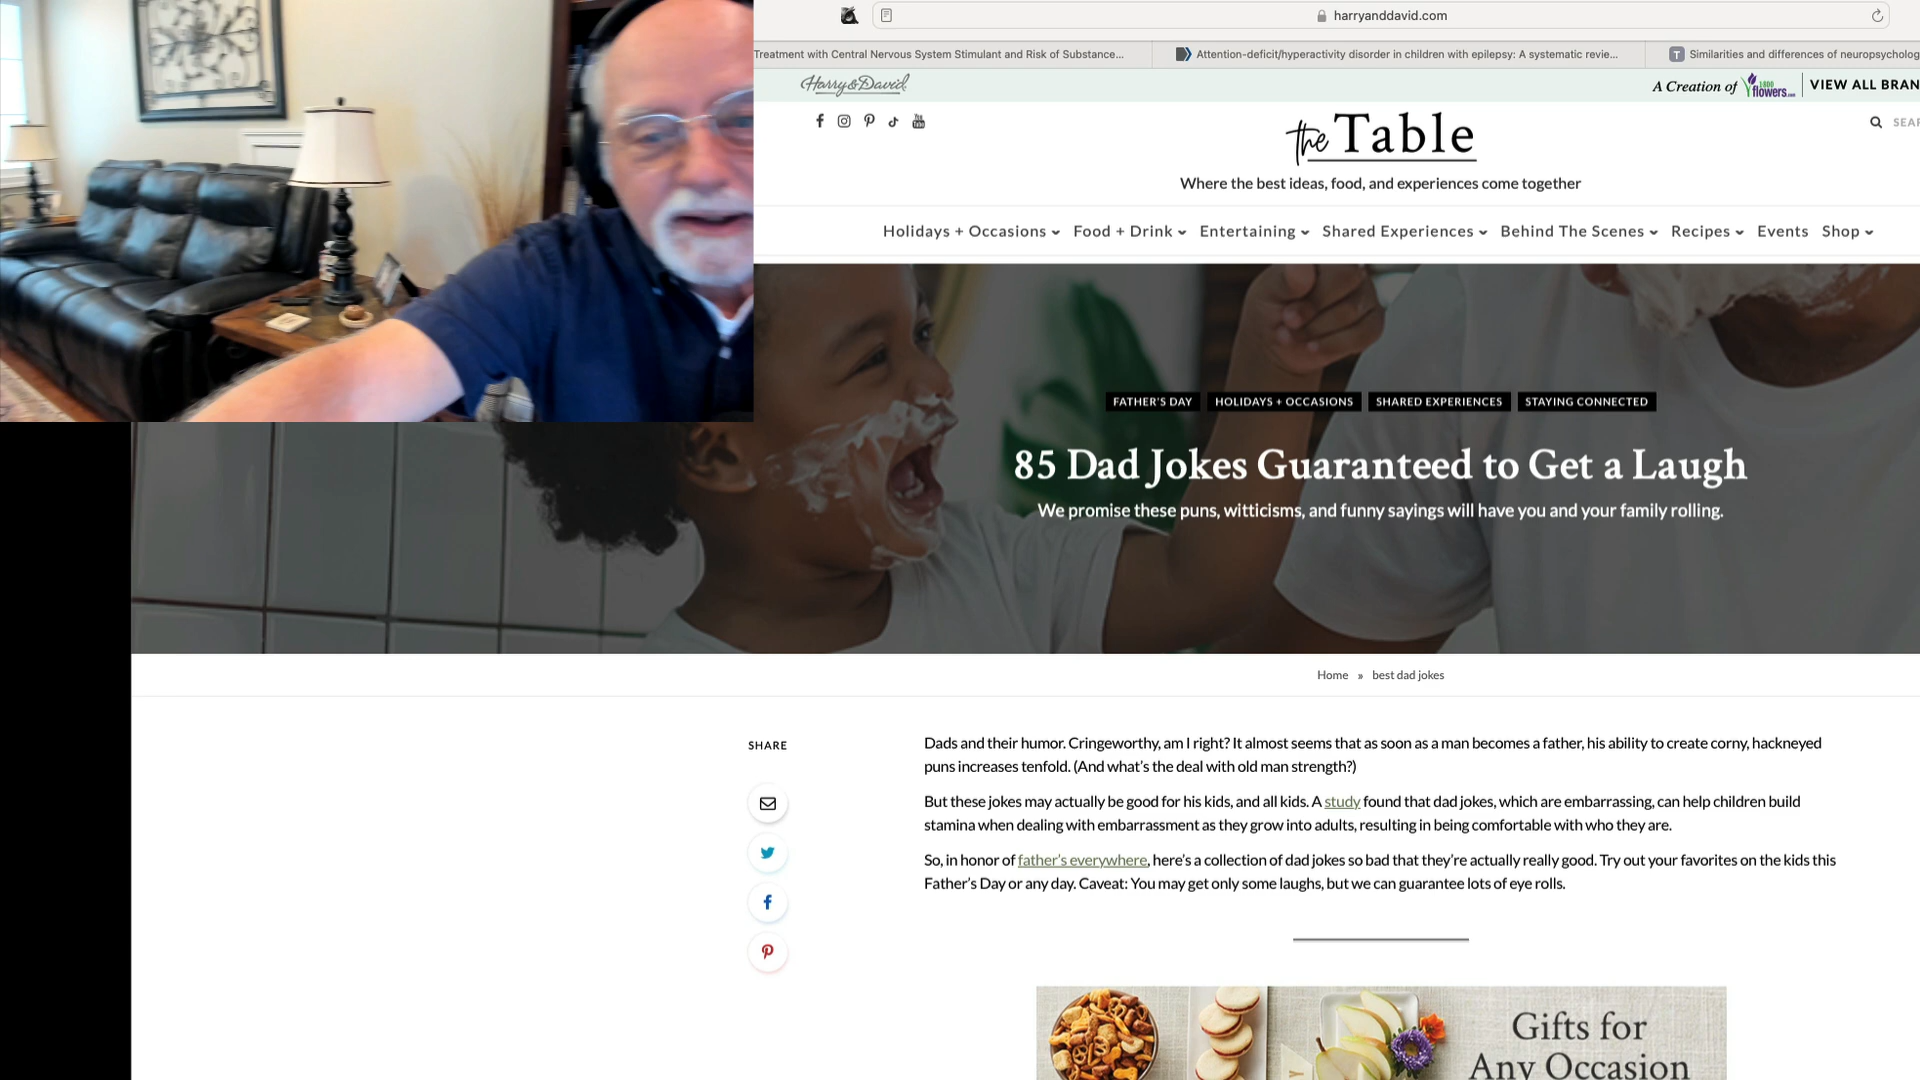 harryanddavid.com
Treatment with Central Nervous System Stimulant and Risk of Substance...
Attention-deficit/hyperactivity disorder in children with epilepsy: A systematic revie...
T Similarities and differences of neuropsycholog
Harry & David
A Creation of 1800 flowers.com
VIEW ALL BRAN
SEAR
the Table
Where the best ideas, food, and experiences come together
Holidays + Occasions Food + Drink Entertaining Shared Experiences Behind The Scenes Recipes Events Shop
FATHER'S DAY HOLIDAYS + OCCASIONS SHARED EXPERIENCES STAYING CONNECTED
85 Dad Jokes Guaranteed to Get a Laugh
We promise these puns, witticisms, and funny sayings will have you and your family rolling.
Home » best dad jokes
SHARE
Dads and their humor. Cringeworthy, am I right? It almost seems that as soon as a man becomes a father, his ability to create corny, hackneyed
puns increases tenfold. (And what's the deal with old man strength?)
But these jokes may actually be good for his kids, and all kids. A study found that dad jokes, which are embarrassing, can help children build
stamina when dealing with embarrassment as they grow into adults, resulting in being comfortable with who they are.
So, in honor of father's everywhere, here's a collection of dad jokes so bad that they're actually really good. Try out your favorites on the kids this
Father's Day or any day. Caveat: You may get only some laughs, but we can guarantee lots of eye rolls.
Gifts for
Any Occasion